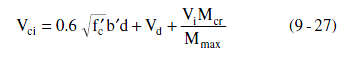 V_ci = 0.6 √f′_c b′d + V_d + V_i M_cr / M_max (9 - 27)